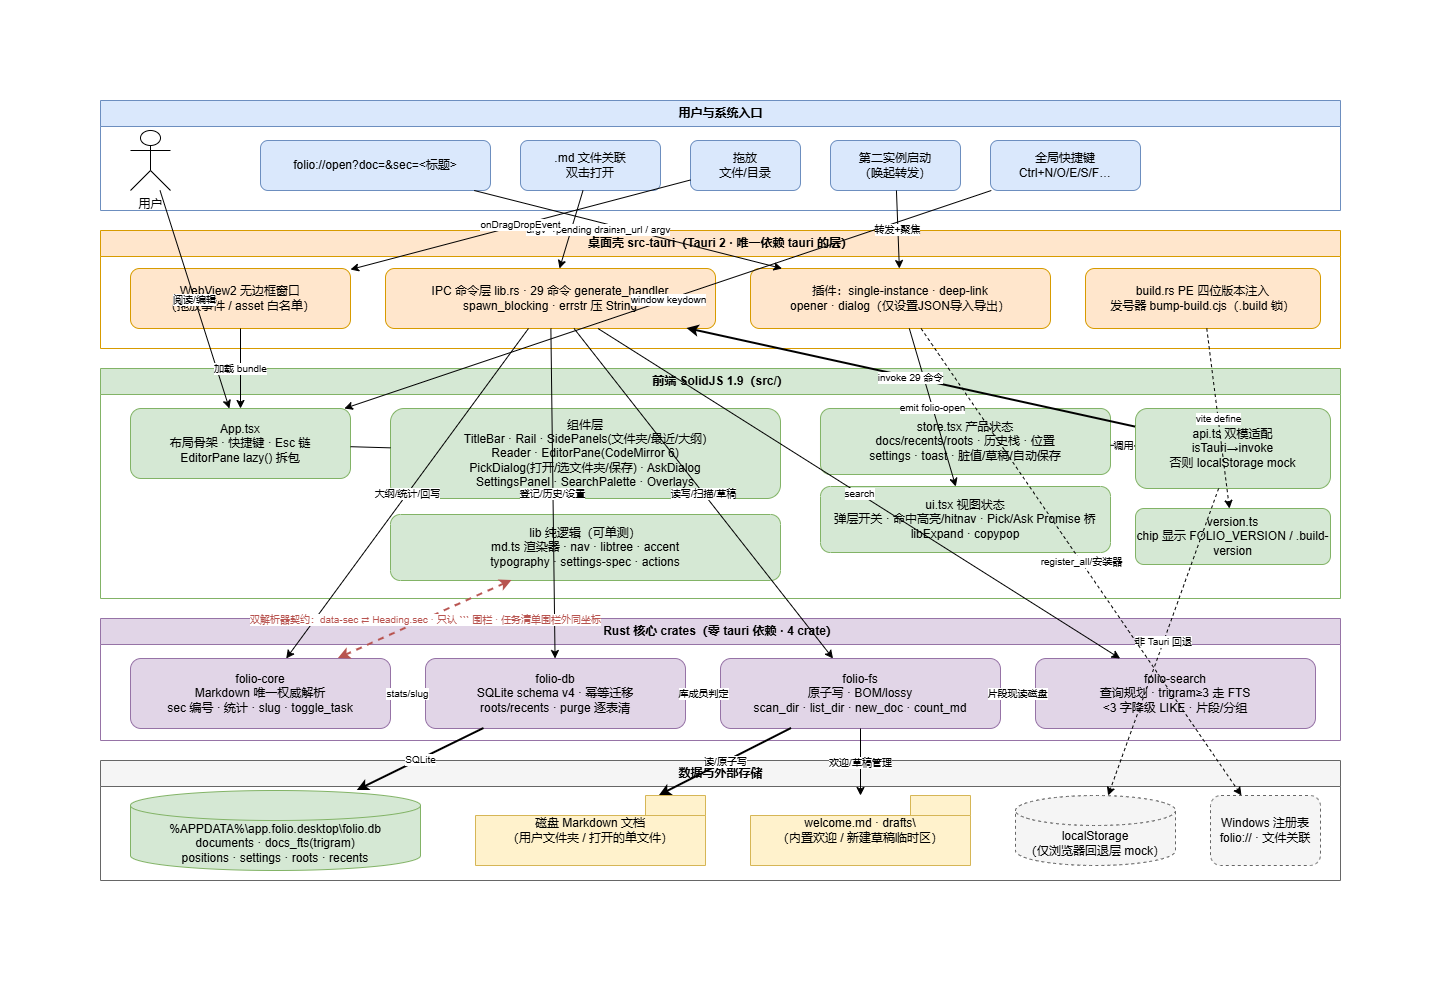 用户与系统入口
用户
folio://open?doc=&sec=<标题>
.md 文件关联
双击打开
拖放
文件/目录
第二实例启动
（唤起转发）
全局快捷键
Ctrl+N/O/E/S/F…
onDragDropEvent
pending drain
n_url / argv
转发+聚焦
桌面壳 src-tauri（Tauri 2 · 唯一依赖 tauri 的层）
WebView2 无边框窗口
（拖放事件 / asset 白名单）
阅读/编辑
IPC 命令层 lib.rs · 29 命令 generate_handler
spawn_blocking · errstr 压 String
window keydown
插件：single-instance · deep-link
opener · dialog（仅设置JSON导入导出）
build.rs PE 四位版本注入
发号器 bump-build.cjs（.build 锁）
加载 bundle
前端 SolidJS 1.9（src/）
invoke 29 命令
emit folio-open
vite define
App.tsx
布局骨架 · 快捷键 · Esc 链
EditorPane lazy() 拆包
组件层
TitleBar · Rail · SidePanels(文件夹/最近/大纲)
Reader · EditorPane(CodeMirror 6)
PickDialog(打开/选文件夹/保存) · AskDialog
SettingsPanel · SearchPalette · Overlays
store.tsx 产品状态
docs/recents/roots · 历史栈 · 位置
settings · toast · 脏值/草稿/自动保存
调用
api.ts 双模适配
isTauri→invoke
否则 localStorage mock
大纲/统计/回写
登记/历史/设置
读写/扫描/草稿
search
ui.tsx 视图状态
弹层开关 · 命中高亮/hitnav · Pick/Ask Promise 桥
libExpand · copypop
version.ts
chip 显示 FOLIO_VERSION / .build-
version
lib 纯逻辑（可单测）
md.ts 渲染器 · nav · libtree · accent
typography · settings-spec · actions
register_all/安装器
双解析器契约：data-sec ⇄ Heading.sec · 只认 ``` 围栏 · 任务清单围栏外同坐标
Rust 核心 crates（零 tauri 依赖 · 4 crate）
非 Tauri 回退
folio-core
Markdown 唯一权威解析
sec 编号 · 统计 · slug · toggle_task
stats/slug
folio-db
SQLite schema v4 · 幂等迁移
roots/recents · purge 逐表清
库成员判定
folio-fs
原子写 · BOM/lossy
scan_dir · list_dir · new_doc · count_md
片段现读磁盘
folio-search
查询规划 · trigram≥3 走 FTS
<3 字降级 LIKE · 片段/分组
SQLite
读/原子写
欢迎/草稿管理
数据与外部存储
%APPDATA%\app.folio.desktop\folio.db
documents · docs_fts(trigram)
positions · settings · roots · recents
磁盘 Markdown 文档
（用户文件夹 / 打开的单文件）
welcome.md · drafts\
（内置欢迎 / 新建草稿临时区）
localStorage
（仅浏览器回退层 mock）
Windows 注册表
folio:// · 文件关联